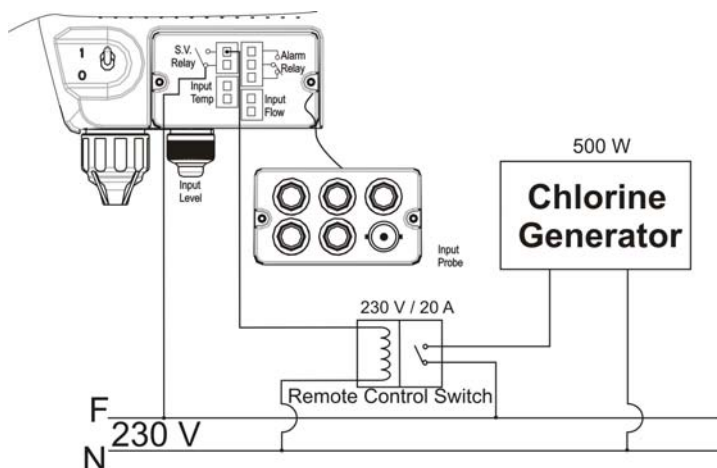 1
0
S.V.
Relay
Alarm
Relay
Input
Temp
Input
Flow
Input
Level
Input
Probe
500 W
Chlorine
Generator
230 V / 20 A
Remote Control Switch
F
230 V
N